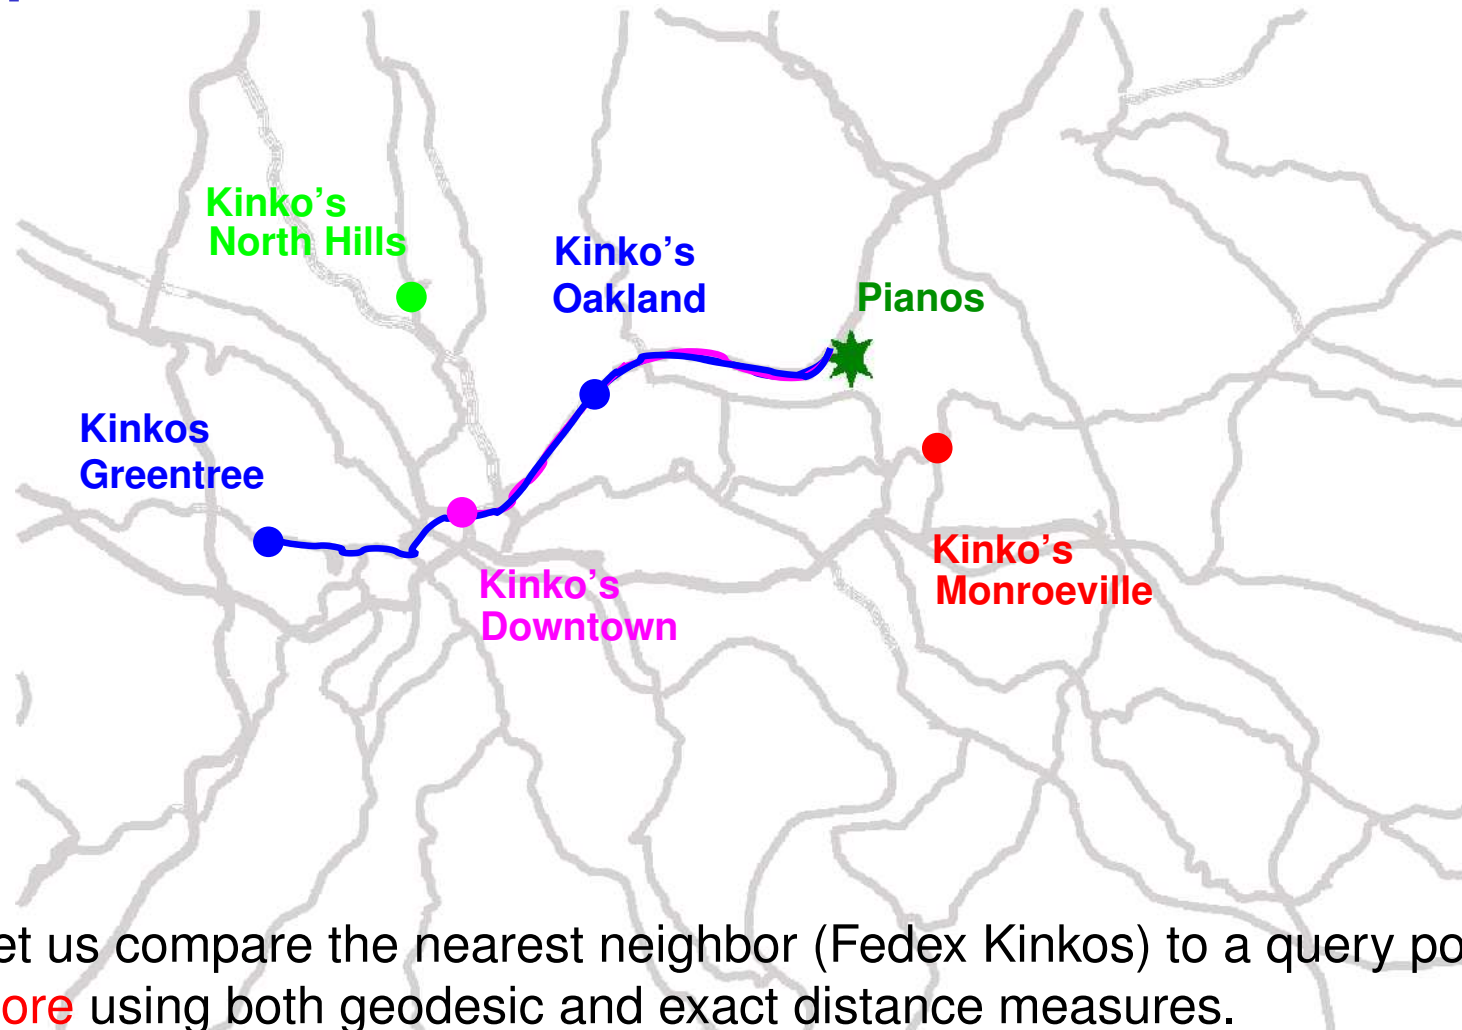 Kinko's
North Hills
Kinko's
Oakland
Pianos
Kinkos
Greentree
Kinko's
Monroeville
Kinko's
Downtown
et us compare the nearest neighbor (Fedex Kinkos) to a query po
ore using both geodesic and exact distance measures.